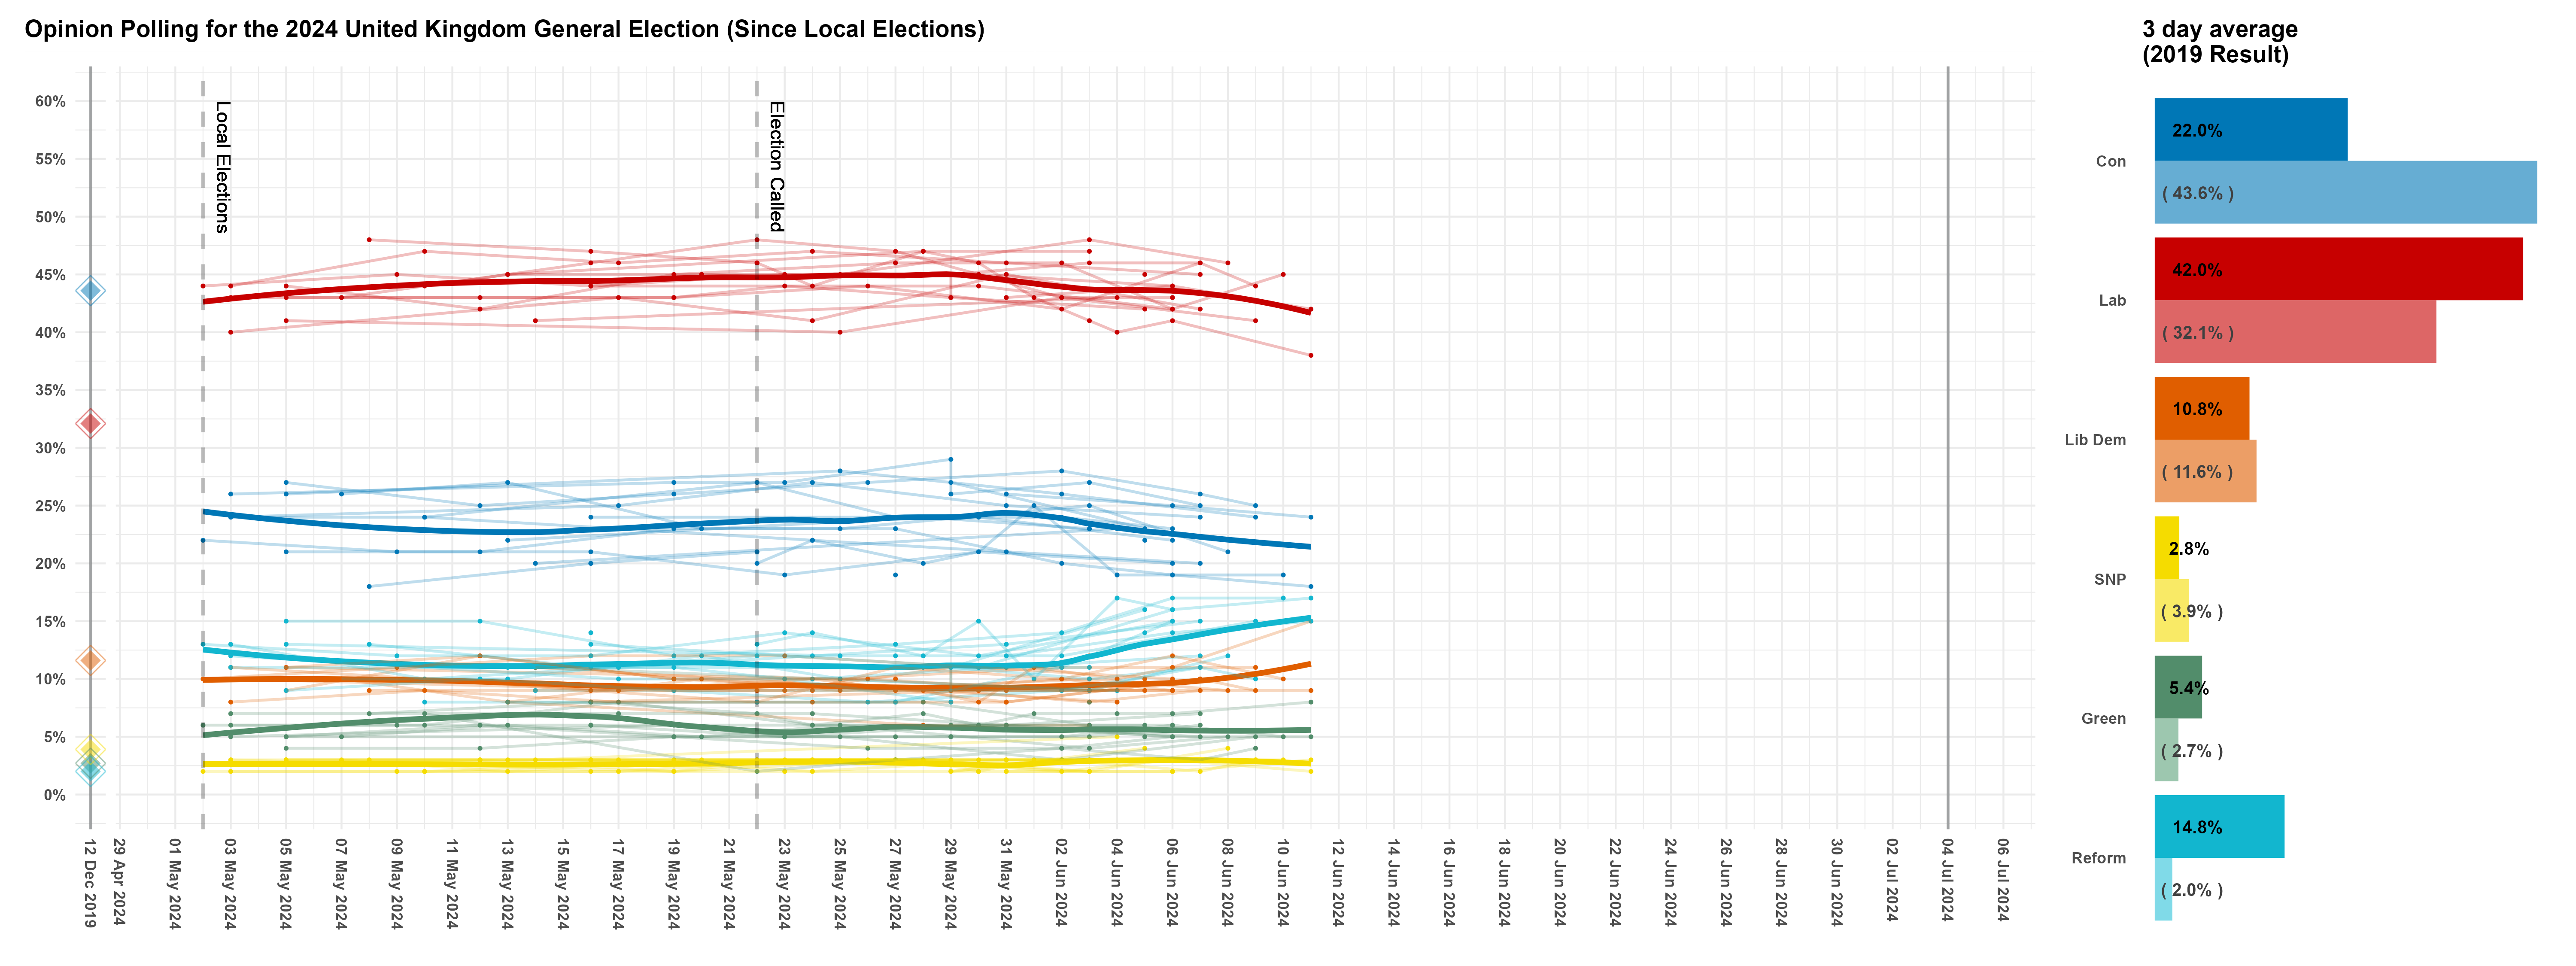 Opinion Polling for the 2024 United Kingdom General Election (Since Local Elections)
3 day average
(2019 Result)
60%
55%
50%
45%
40%
35%
30%
25%
20%
15%
10%
5%
0%
Local Elections
Election Called
12 Dec 2019
29 Apr 2024
01 May 2024
03 May 2024
05 May 2024
07 May 2024
09 May 2024
11 May 2024
13 May 2024
15 May 2024
17 May 2024
19 May 2024
21 May 2024
23 May 2024
25 May 2024
27 May 2024
29 May 2024
31 May 2024
02 Jun 2024
04 Jun 2024
06 Jun 2024
08 Jun 2024
10 Jun 2024
12 Jun 2024
14 Jun 2024
16 Jun 2024
18 Jun 2024
20 Jun 2024
22 Jun 2024
24 Jun 2024
26 Jun 2024
28 Jun 2024
30 Jun 2024
02 Jul 2024
04 Jul 2024
06 Jul 2024
Con
22.0%
( 43.6% )
Lab
42.0%
( 32.1% )
Lib Dem
10.8%
( 11.6% )
SNP
2.8%
( 3.9% )
Green
5.4%
( 2.7% )
Reform
14.8%
( 2.0% )